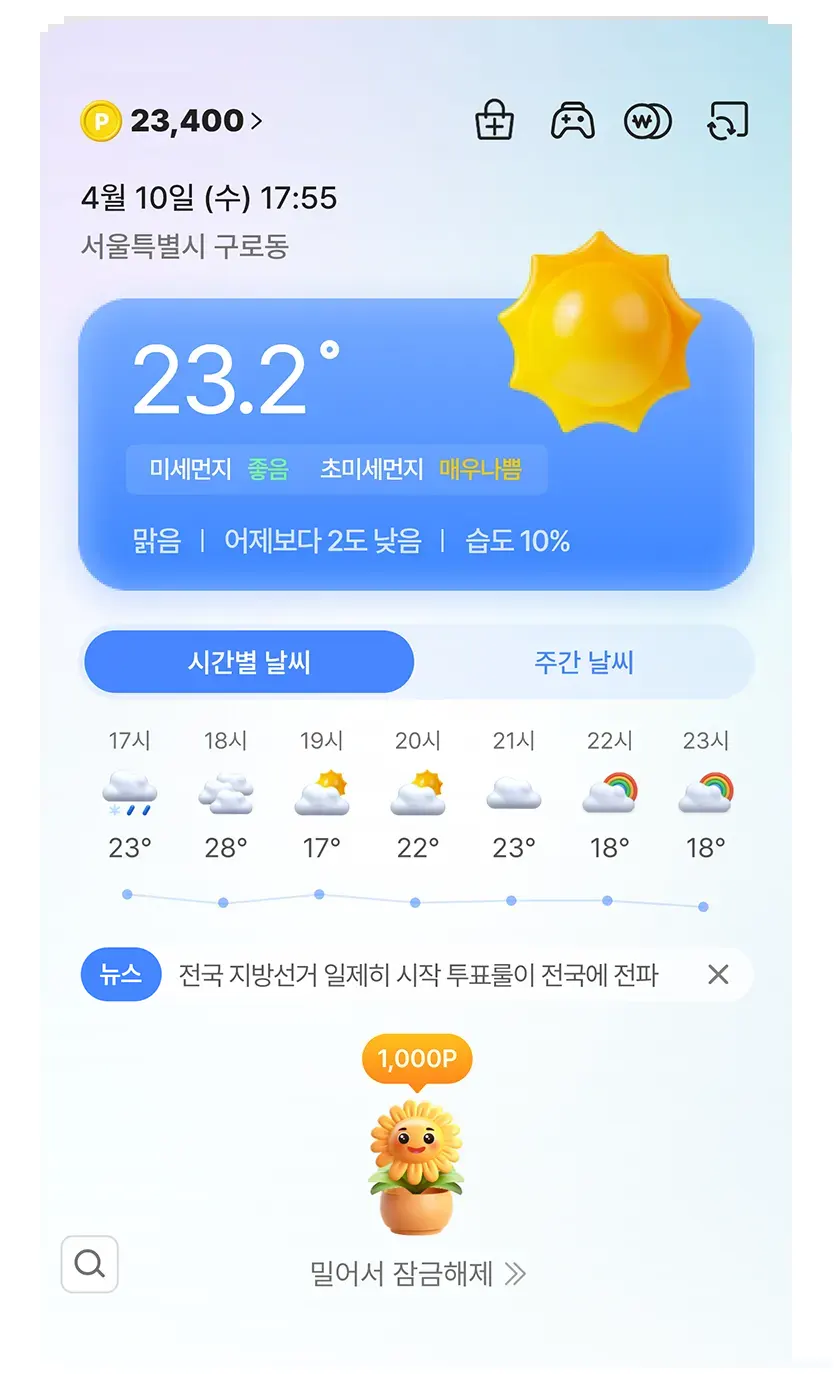 P 23,400 >
₩
4월 10일 (수) 17:55
서울특별시 구로동
23.2°
미세먼지 좋음 초미세먼지 매우나쁨
맑음 | 어제보다 2도 낮음 | 습도 10%
시간별 날씨 주간 날씨
17시 18시 19시 20시 21시 22시 23시
23° 28° 17° 22° 23° 18° 18°
뉴스 전국 지방선거 일제히 시작 투표룰이 전국에 전파
1,000P
밀어서 잠금해제